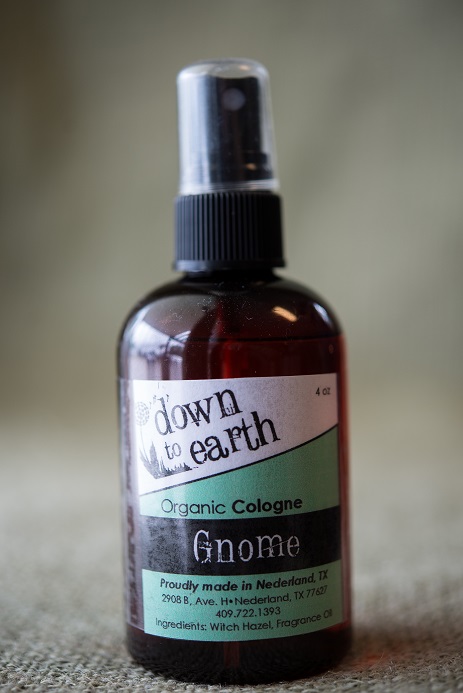 4 oz
down
to earth
Organic Cologne
Gnome
Proudly made in Nederland, TX
2908 B, Ave. H•Nederland, TX 77627
409.722.1393
Ingredients: Witch Hazel, Fragrance Oil